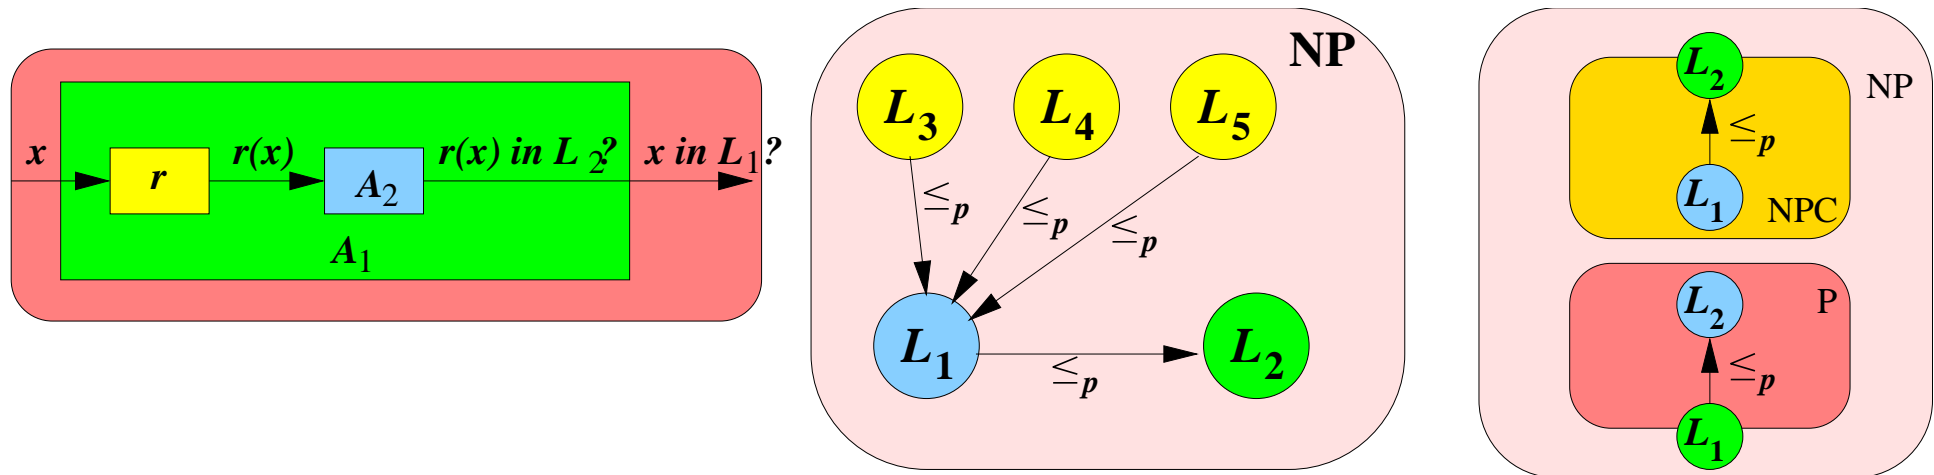 x
r
r(x)
A2
r(x) in L2?
x in L1?
A1
NP
L3
L4
L5
≤p
≤p
≤p
L1
≤p
L2
NP
L2
≤p
L1
NPC
L2
P
≤p
L1